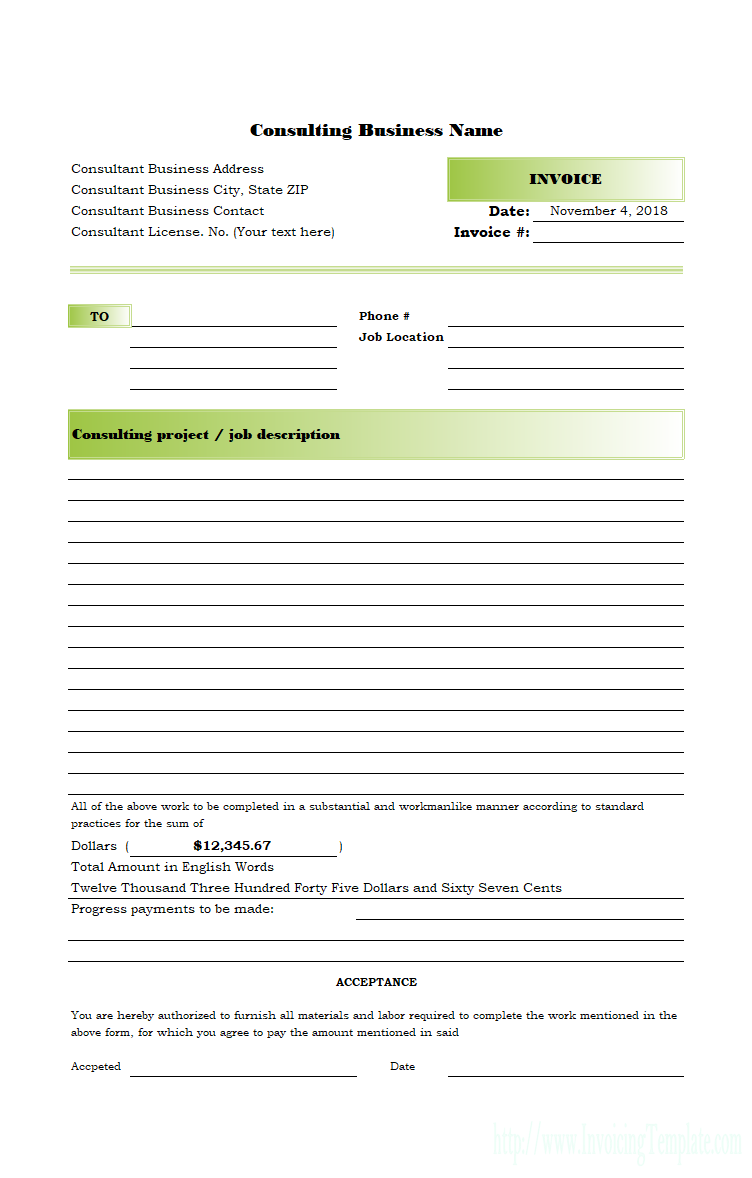 Consulting Business Name
Consultant Business Address
INVOICE
Consultant Business City, State ZIP
Consultant Business Contact
Date: November 4, 2018
Consultant License. No. (Your text here)
Invoice #:
TO
Phone #
Job Location
Consulting project / job description
All of the above work to be completed in a substantial and workmanlike manner according to standard
practices for the sum of
Dollars ( $12,345.67 )
Total Amount in English Words
Twelve Thousand Three Hundred Forty Five Dollars and Sixty Seven Cents
Progress payments to be made:
ACCEPTANCE
You are hereby authorized to furnish all materials and labor required to complete the work mentioned in the
above form, for which you agree to pay the amount mentioned in said
Accpeted Date
http://www.InvoicingTemplate.com